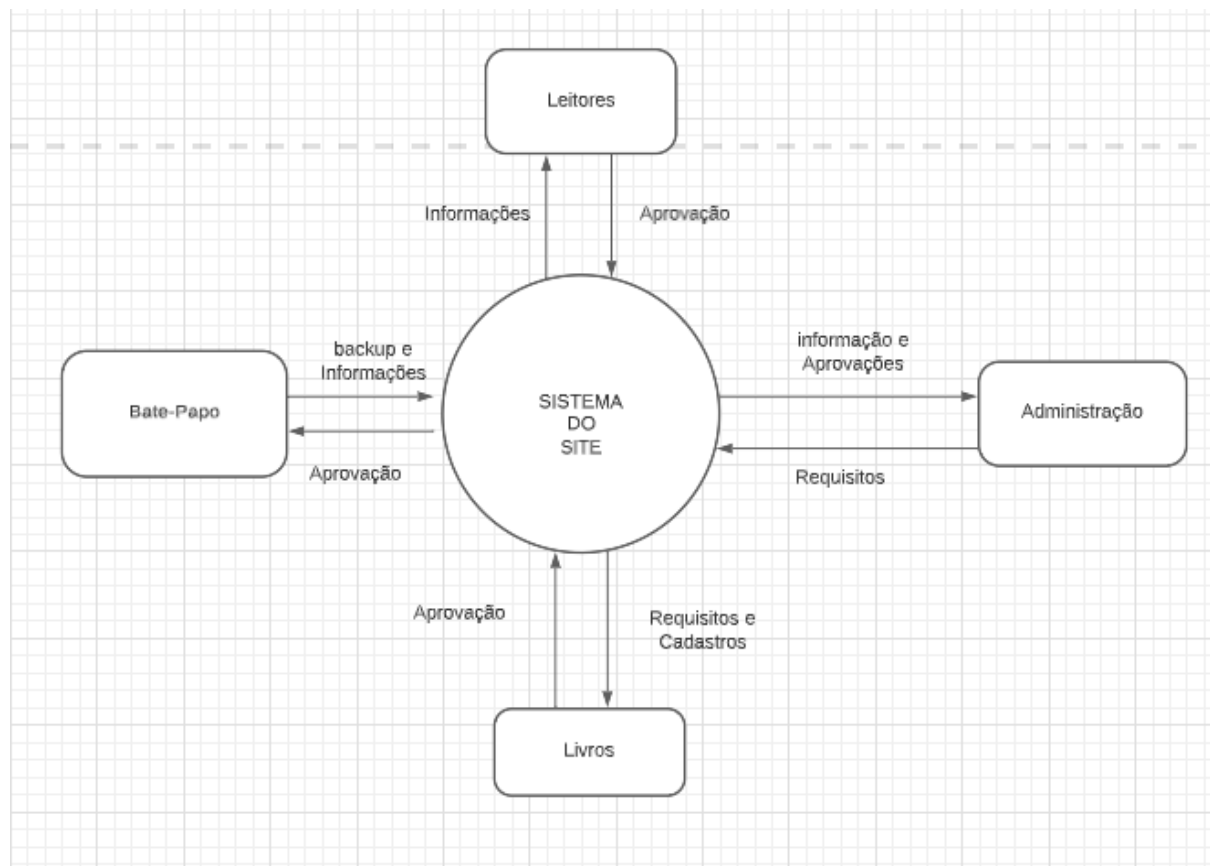 Leitores
Informações
Aprovação
backup e
Informações
informação e
Aprovações
Bate-Papo
SISTEMA
DO
SITE
Administração
Aprovação
Requisitos
Aprovação
Requisitos e
Cadastros
Livros